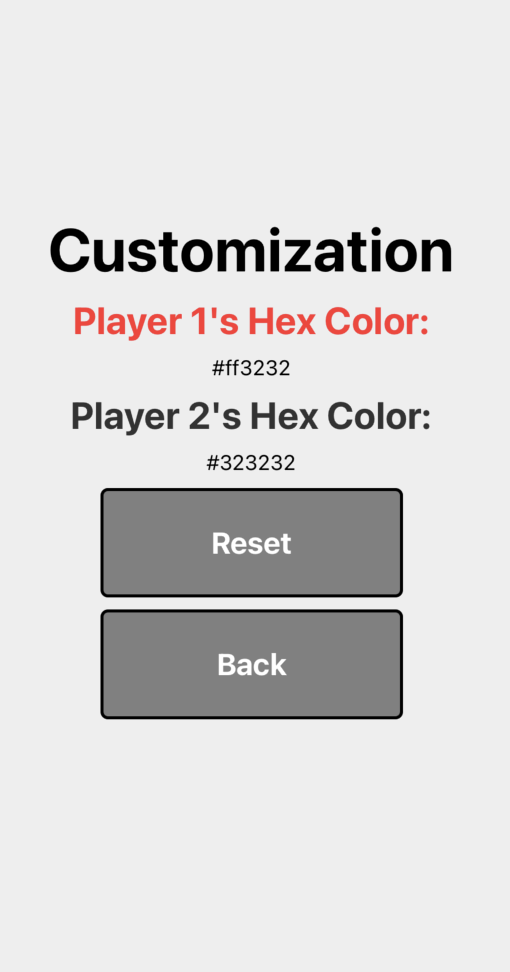 Customization
Player 1's Hex Color:
#ff3232
Player 2's Hex Color:
#323232
Reset
Back